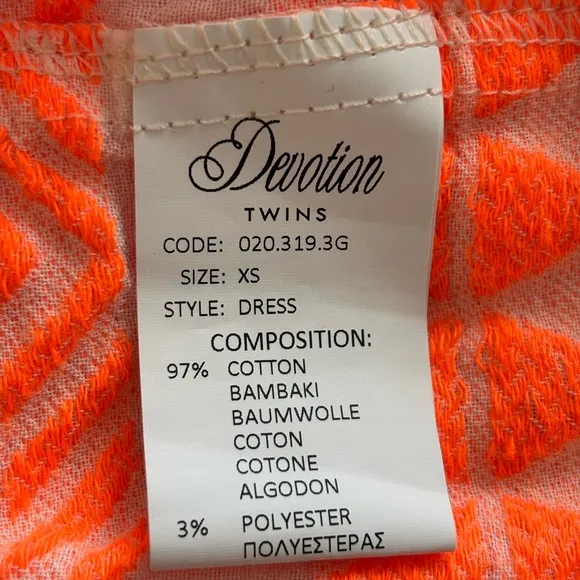 Devotion
TWINS
CODE: 020.319.3G
SIZE: XS
STYLE: DRESS
COMPOSITION:
97% COTTON
BAMBAKI
BAUMWOLLE
COTON
COTONE
ALGODON
3% POLYESTER
ΠΟΛΥΕΣΤΕΡΑΣ